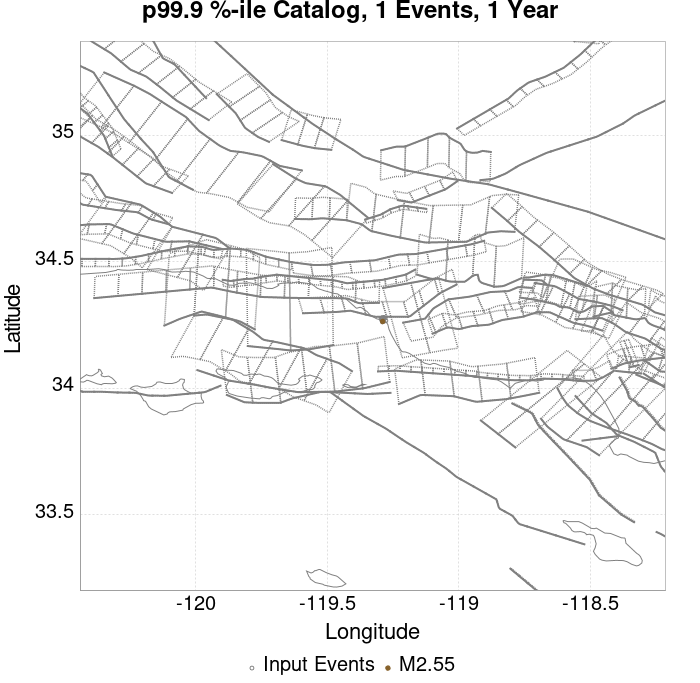 p99.9 %-ile Catalog, 1 Events, 1 Year
35
34.5
34
33.5
Latitude
-120 -119.5 -119 -118.5
Longitude
Input Events M2.55